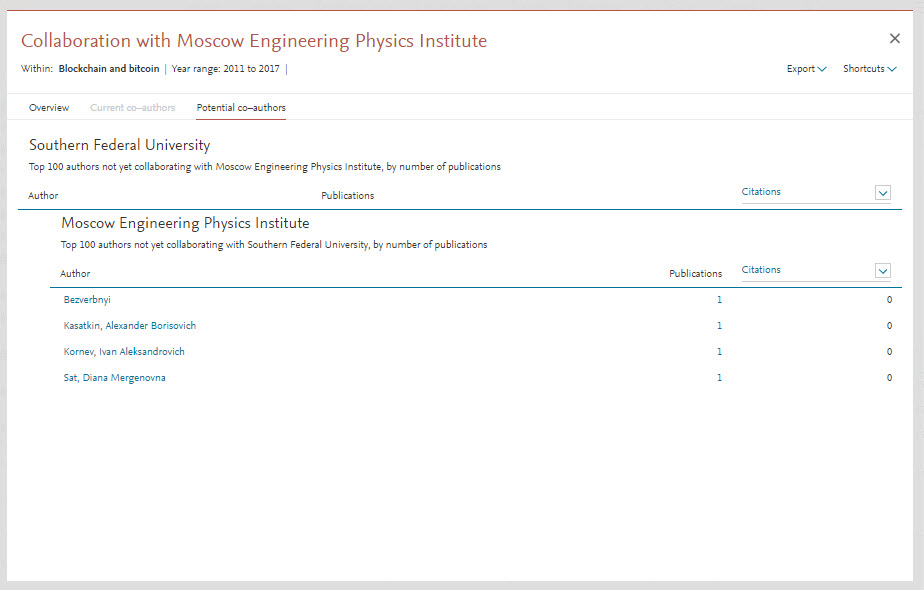 Collaboration with Moscow Engineering Physics Institute
Within: Blockchain and bitcoin | Year range: 2011 to 2017 |
Export Shortcuts
Overview Current co-authors Potential co-authors
Southern Federal University
Top 100 authors not yet collaborating with Moscow Engineering Physics Institute, by number of publications
Author Publications Citations
Moscow Engineering Physics Institute
Top 100 authors not yet collaborating with Southern Federal University, by number of publications
Author Publications Citations
Bezverbnyi 1 0
Kasatkin, Alexander Borisovich 1 0
Kornev, Ivan Aleksandrovich 1 0
Sat, Diana Mergenovna 1 0